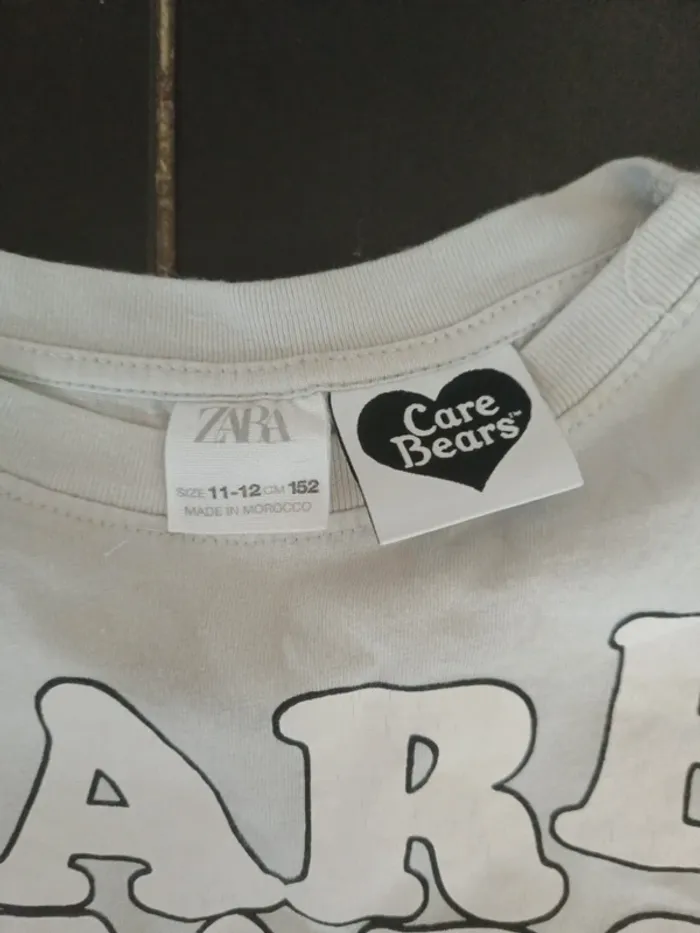 ZARA
SIZE 11-12 CM 152
MADE IN MOROCCO
Care
Bears™
ARE